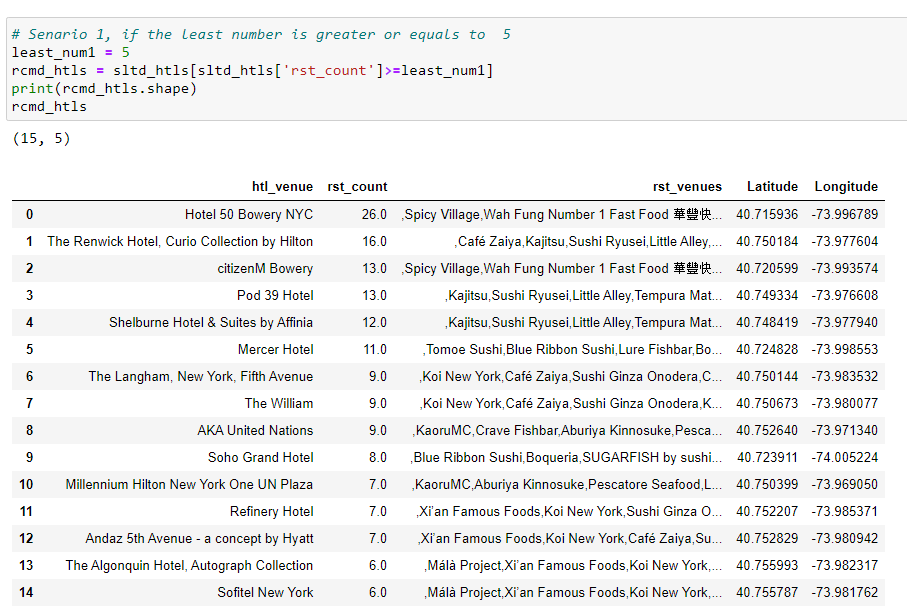 # Senario 1, if the least number is greater or equals to  5
least_num1 = 5
rcmd_htls = sltd_htls[sltd_htls['rst_count']>=least_num1]
print(rcmd_htls.shape)
rcmd_htls
(15, 5)
htl_venue rst_count rst_venues Latitude Longitude
0 Hotel 50 Bowery NYC 26.0 ,Spicy Village,Wah Fung Number 1 Fast Food 華豐快... 40.715936 -73.996789
1 The Renwick Hotel, Curio Collection by Hilton 16.0 ,Café Zaiya,Kajitsu,Sushi Ryusei,Little Alley,... 40.750184 -73.977604
2 citizenM Bowery 13.0 ,Spicy Village,Wah Fung Number 1 Fast Food 華豐快... 40.720599 -73.993574
3 Pod 39 Hotel 13.0 ,Kajitsu,Sushi Ryusei,Little Alley,Tempura Mat... 40.749334 -73.976608
4 Shelburne Hotel & Suites by Affinia 12.0 ,Kajitsu,Sushi Ryusei,Little Alley,Tempura Mat... 40.748419 -73.977940
5 Mercer Hotel 11.0 ,Tomoe Sushi,Blue Ribbon Sushi,Lure Fishbar,Bo... 40.724828 -73.998553
6 The Langham, New York, Fifth Avenue 9.0 ,Koi New York,Café Zaiya,Sushi Ginza Onodera,C... 40.750144 -73.983532
7 The William 9.0 ,Koi New York,Café Zaiya,Sushi Ginza Onodera,K... 40.750673 -73.980077
8 AKA United Nations 9.0 ,KaoruMC,Crave Fishbar,Aburiya Kinnosuke,Pesca... 40.752640 -73.971340
9 Soho Grand Hotel 8.0 ,Blue Ribbon Sushi,Boqueria,SUGARFISH by sushi... 40.723911 -74.005224
10 Millennium Hilton New York One UN Plaza 7.0 ,KaoruMC,Aburiya Kinnosuke,Pescatore Seafood,L... 40.750399 -73.969050
11 Refinery Hotel 7.0 ,Xi'an Famous Foods,Koi New York,Sushi Ginza O... 40.752207 -73.985371
12 Andaz 5th Avenue - a concept by Hyatt 7.0 ,Xi'an Famous Foods,Koi New York,Café Zaiya,Su... 40.752829 -73.980942
13 The Algonquin Hotel, Autograph Collection 6.0 ,Málà Project,Xi'an Famous Foods,Koi New York,... 40.755993 -73.982317
14 Sofitel New York 6.0 ,Málà Project,Xi'an Famous Foods,Koi New York,... 40.755787 -73.981762